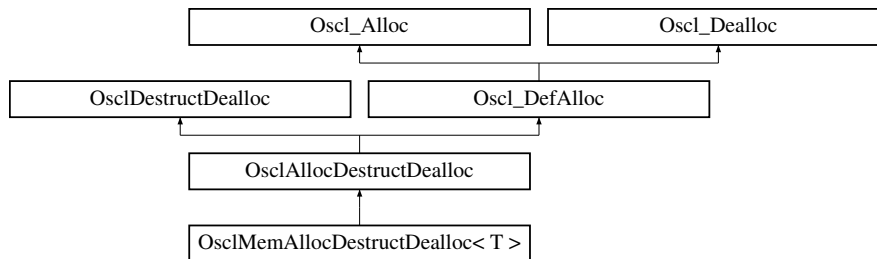 Oscl_Alloc
Oscl_Dealloc
OsclDestructDealloc
Oscl_DefAlloc
OsclAllocDestructDealloc
OsclMemAllocDestructDealloc< T >